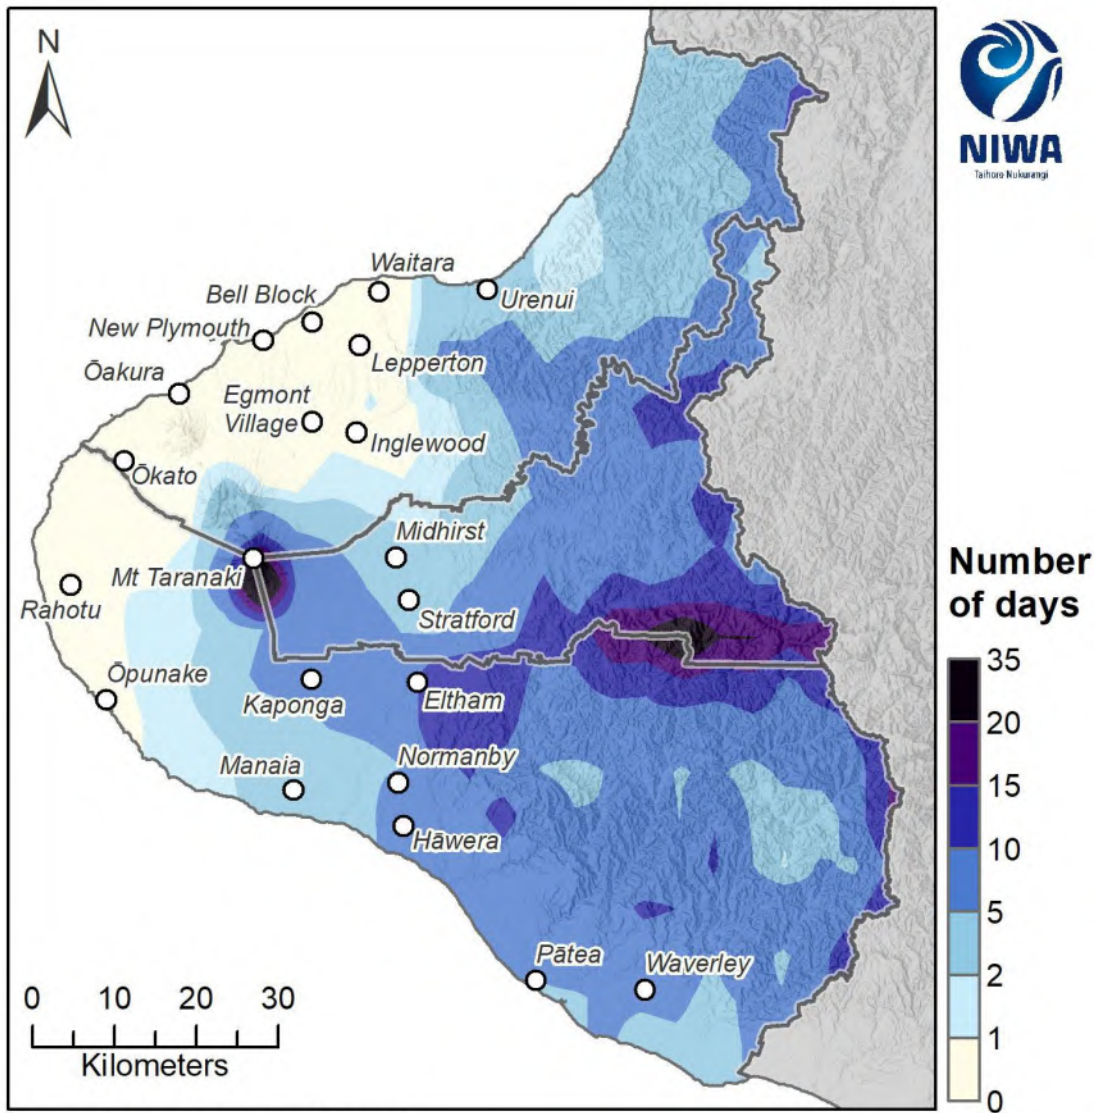 N
NIWA
Taihoro Nukurangi
Waitara
Bell Block
Urenui
New Plymouth
Lepperton
Ōakura
Egmont
Village
Inglewood
Ōkato
Midhirst
Mt Taranaki
Rahotu
Stratford
Ōpunake
Kaponga
Eltham
Normanby
Manaia
Hāwera
Pātea
Waverley
0 10 20 30
Kilometers
Number
of days
35
20
15
10
5
2
1
0